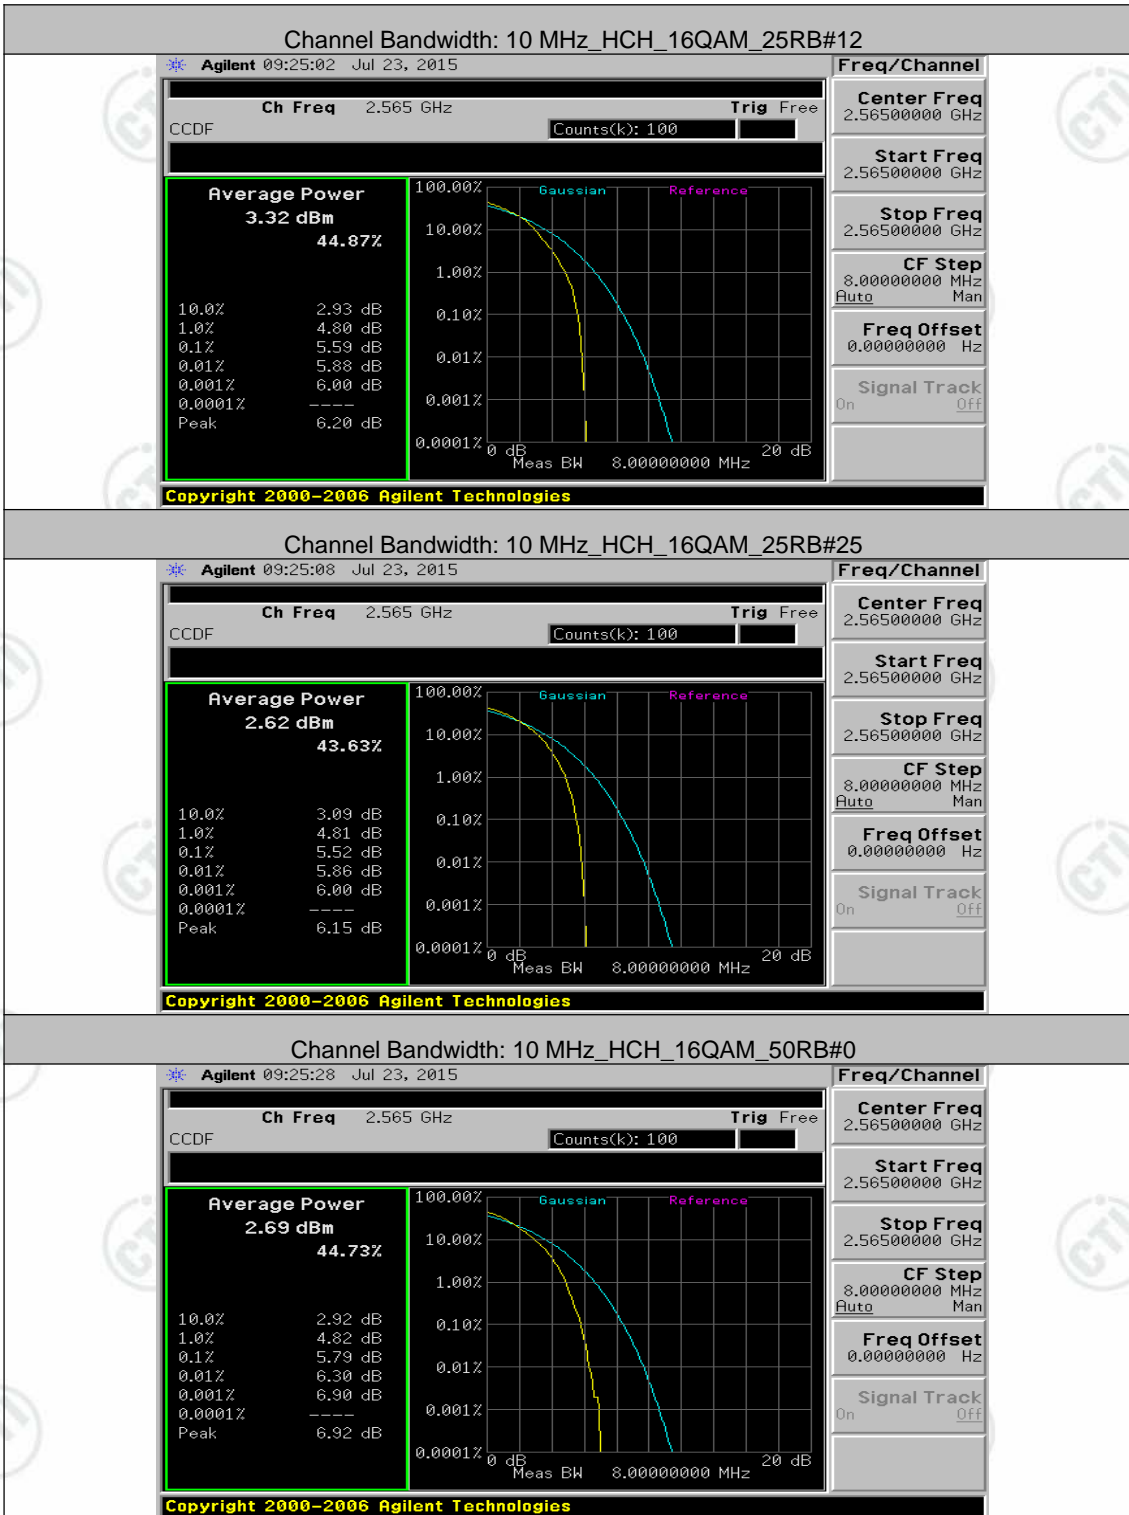 Channel Bandwidth: 10 MHz_HCH_16QAM_25RB#12
Agilent 09:25:02 Jul 23, 2015
Freq/Channel
Ch Freq 2.565 GHz Trig Free
CCDF Counts(k): 100
Average Power
3.32 dBm
44.87%
10.0% 2.93 dB
1.0% 4.80 dB
0.1% 5.59 dB
0.01% 5.88 dB
0.001% 6.00 dB
0.0001% ----
Peak 6.20 dB
Gaussian Reference
100.00%
10.00%
1.00%
0.10%
0.01%
0.001%
0.0001%
0 dB 20 dB
Meas BW 8.00000000 MHz
Center Freq
2.56500000 GHz
Start Freq
2.56500000 GHz
Stop Freq
2.56500000 GHz
CF Step
8.00000000 MHz
Auto Man
Freq Offset
0.00000000 Hz
Signal Track
On Off
Copyright 2000-2006 Agilent Technologies
Channel Bandwidth: 10 MHz_HCH_16QAM_25RB#25
Agilent 09:25:08 Jul 23, 2015
Freq/Channel
Ch Freq 2.565 GHz Trig Free
CCDF Counts(k): 100
Average Power
2.62 dBm
43.63%
10.0% 3.09 dB
1.0% 4.81 dB
0.1% 5.52 dB
0.01% 5.86 dB
0.001% 6.00 dB
0.0001% ----
Peak 6.15 dB
Gaussian Reference
100.00%
10.00%
1.00%
0.10%
0.01%
0.001%
0.0001%
0 dB 20 dB
Meas BW 8.00000000 MHz
Center Freq
2.56500000 GHz
Start Freq
2.56500000 GHz
Stop Freq
2.56500000 GHz
CF Step
8.00000000 MHz
Auto Man
Freq Offset
0.00000000 Hz
Signal Track
On Off
Copyright 2000-2006 Agilent Technologies
Channel Bandwidth: 10 MHz_HCH_16QAM_50RB#0
Agilent 09:25:28 Jul 23, 2015
Freq/Channel
Ch Freq 2.565 GHz Trig Free
CCDF Counts(k): 100
Average Power
2.69 dBm
44.73%
10.0% 2.92 dB
1.0% 4.82 dB
0.1% 5.79 dB
0.01% 6.30 dB
0.001% 6.90 dB
0.0001% ----
Peak 6.92 dB
Gaussian Reference
100.00%
10.00%
1.00%
0.10%
0.01%
0.001%
0.0001%
0 dB 20 dB
Meas BW 8.00000000 MHz
Center Freq
2.56500000 GHz
Start Freq
2.56500000 GHz
Stop Freq
2.56500000 GHz
CF Step
8.00000000 MHz
Auto Man
Freq Offset
0.00000000 Hz
Signal Track
On Off
Copyright 2000-2006 Agilent Technologies
CTI